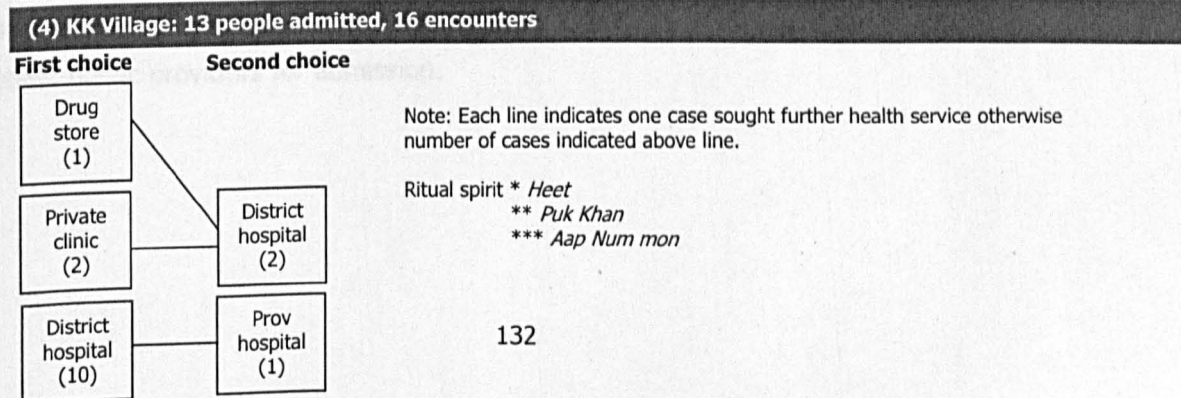 (4) KK Village: 13 people admitted, 16 encounters
First choice
Second choice
Drug
store
(1)
Private
clinic
(2)
District
hospital
(10)
District
hospital
(2)
Prov
hospital
(1)
Note: Each line indicates one case sought further health service otherwise
number of cases indicated above line.
Ritual spirit * Heet
** Puk Khan
*** Aap Num mon
132